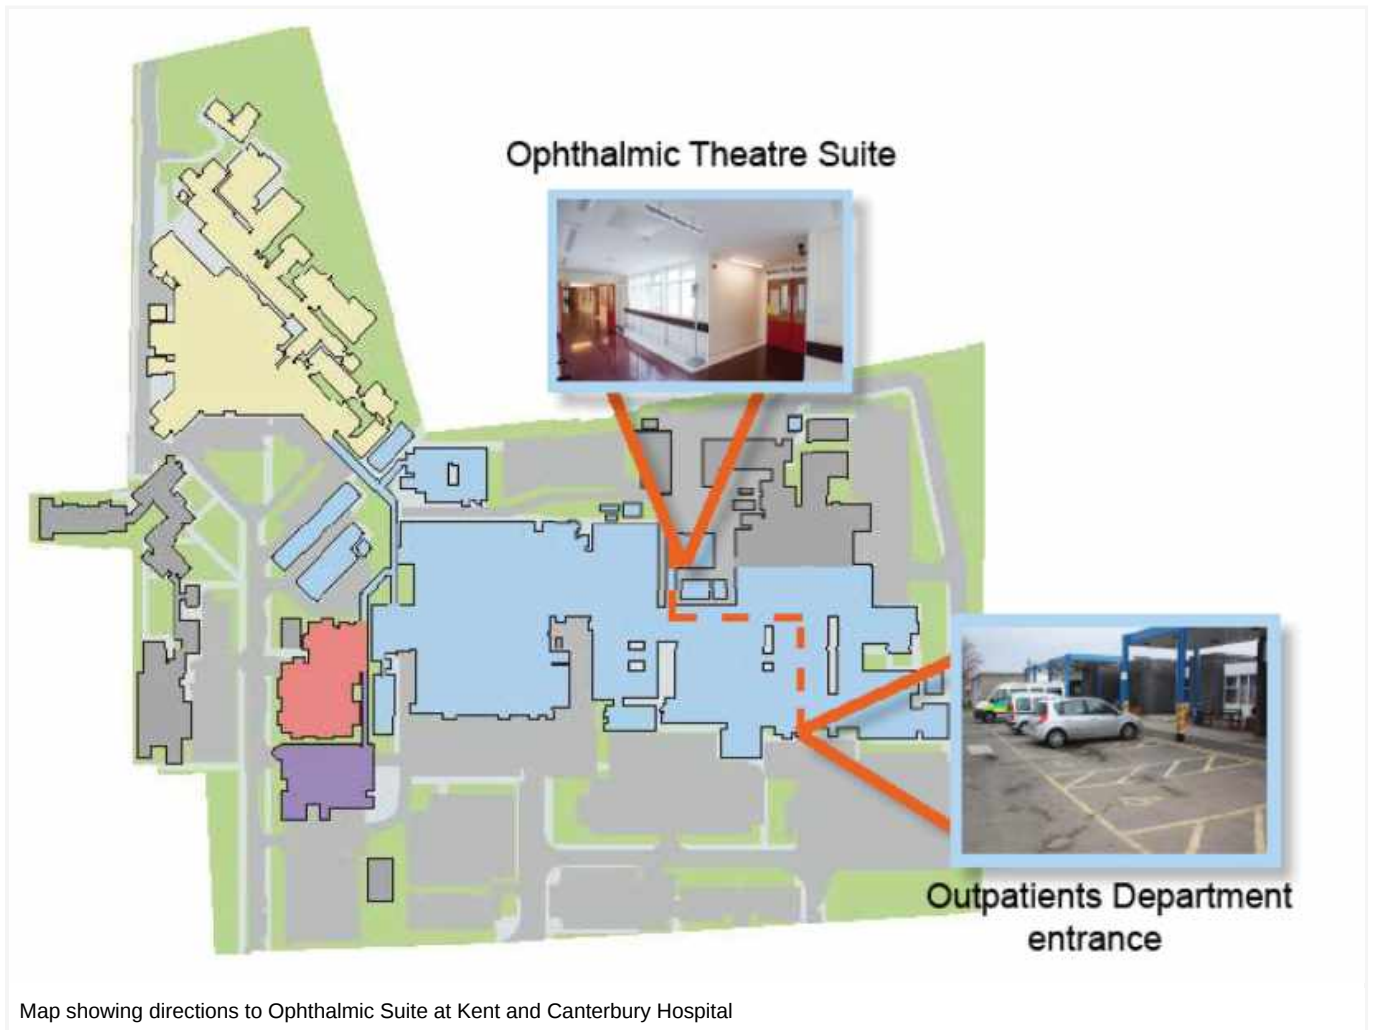 Ophthalmic Theatre Suite
Outpatients Department
entrance
Map showing directions to Ophthalmic Suite at Kent and Canterbury Hospital